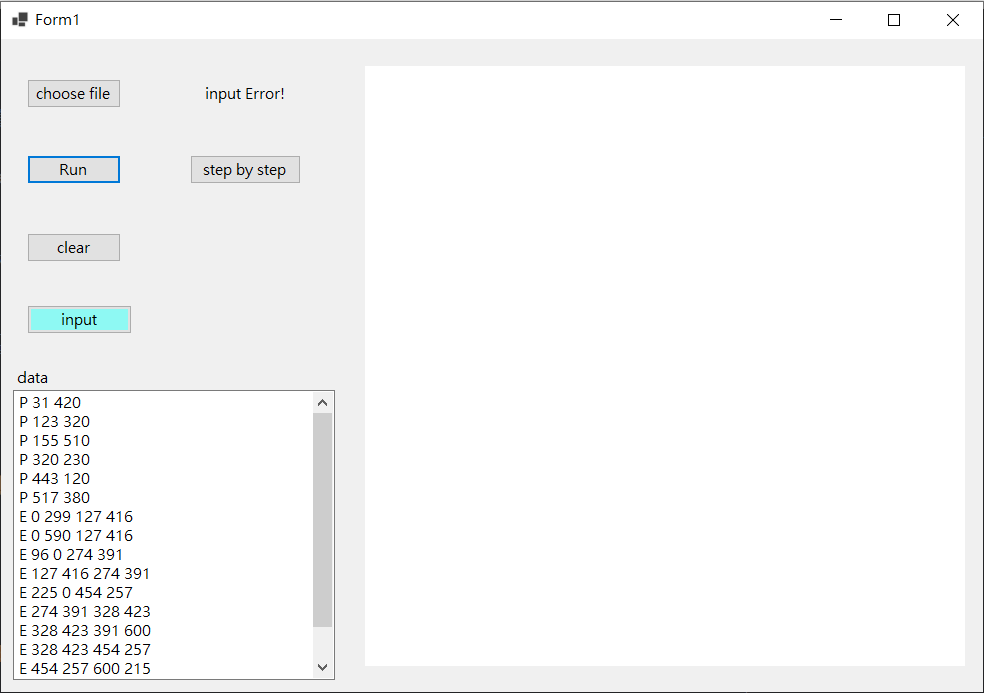 Form1
choose file
input Error!
Run
step by step
clear
input
data
P 31 420
P 123 320
P 155 510
P 320 230
P 443 120
P 517 380
E 0 299 127 416
E 0 590 127 416
E 96 0 274 391
E 127 416 274 391
E 225 0 454 257
E 274 391 328 423
E 328 423 391 600
E 328 423 454 257
E 454 257 600 215